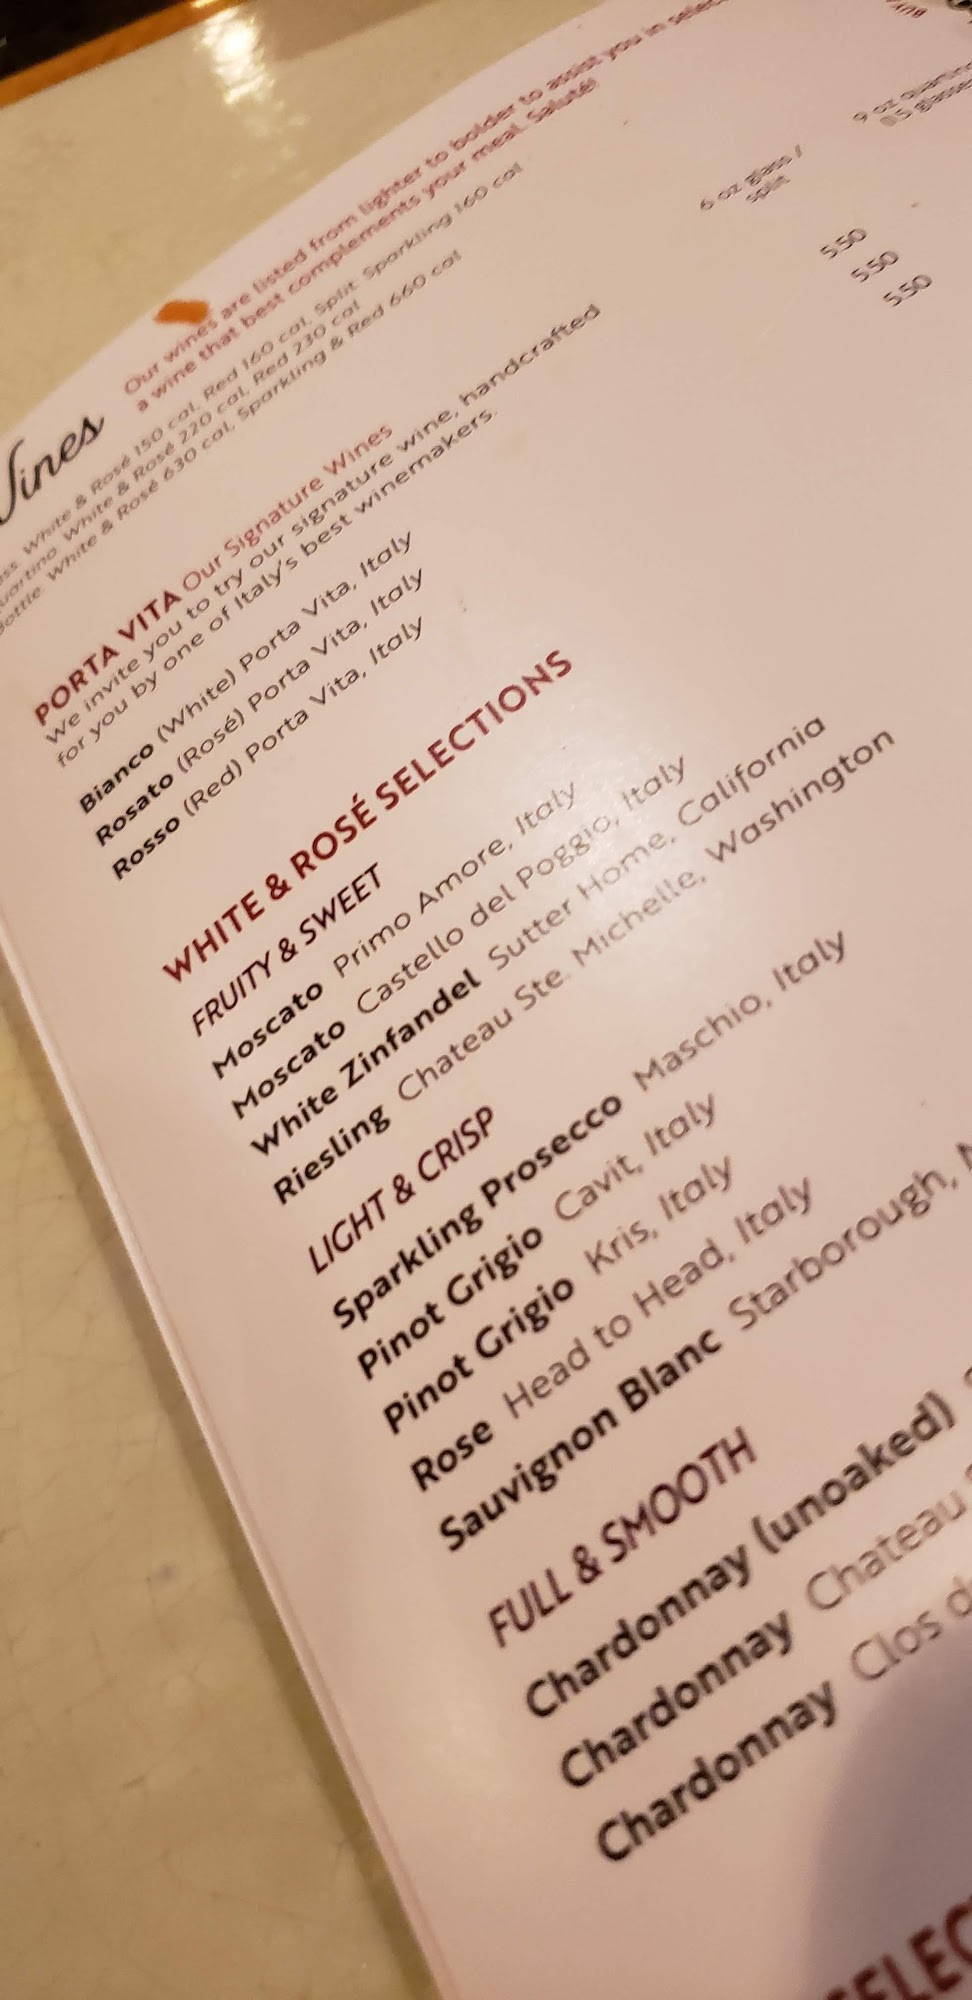 Wines
Our wines are listed from lighter to bolder to assist you in
a wine that best complements your meal. Saluté!
White & Rosé 150 cal, Red 160 cal, Split: Sparkling 160 cal
White & Rosé 220 cal, Red 230 cal
White & Rosé 630 cal, Sparkling & Red 660 cal
6 oz glass /
split
9 oz
1.5
PORTA VITA Our Signature Wines
We invite you to try our signature wine, handcrafted
for you by one of Italy's best winemakers.
Bianco (White) Porta Vita, Italy 5.50
Rosato (Rosé) Porta Vita, Italy 5.50
Rosso (Red) Porta Vita, Italy 5.50
WHITE & ROSÉ SELECTIONS
FRUITY & SWEET
Moscato Primo Amore, Italy
Moscato Castello del Poggio, Italy
White Zinfandel Sutter Home, California
Riesling Chateau Ste. Michelle, Washington
LIGHT & CRISP
Sparkling Prosecco Maschio, Italy
Pinot Grigio Cavit, Italy
Pinot Grigio Kris, Italy
Rose Head to Head, Italy
Sauvignon Blanc Starborough,
FULL & SMOOTH
Chardonnay (unoaked)
Chardonnay Chateau
Chardonnay Clos